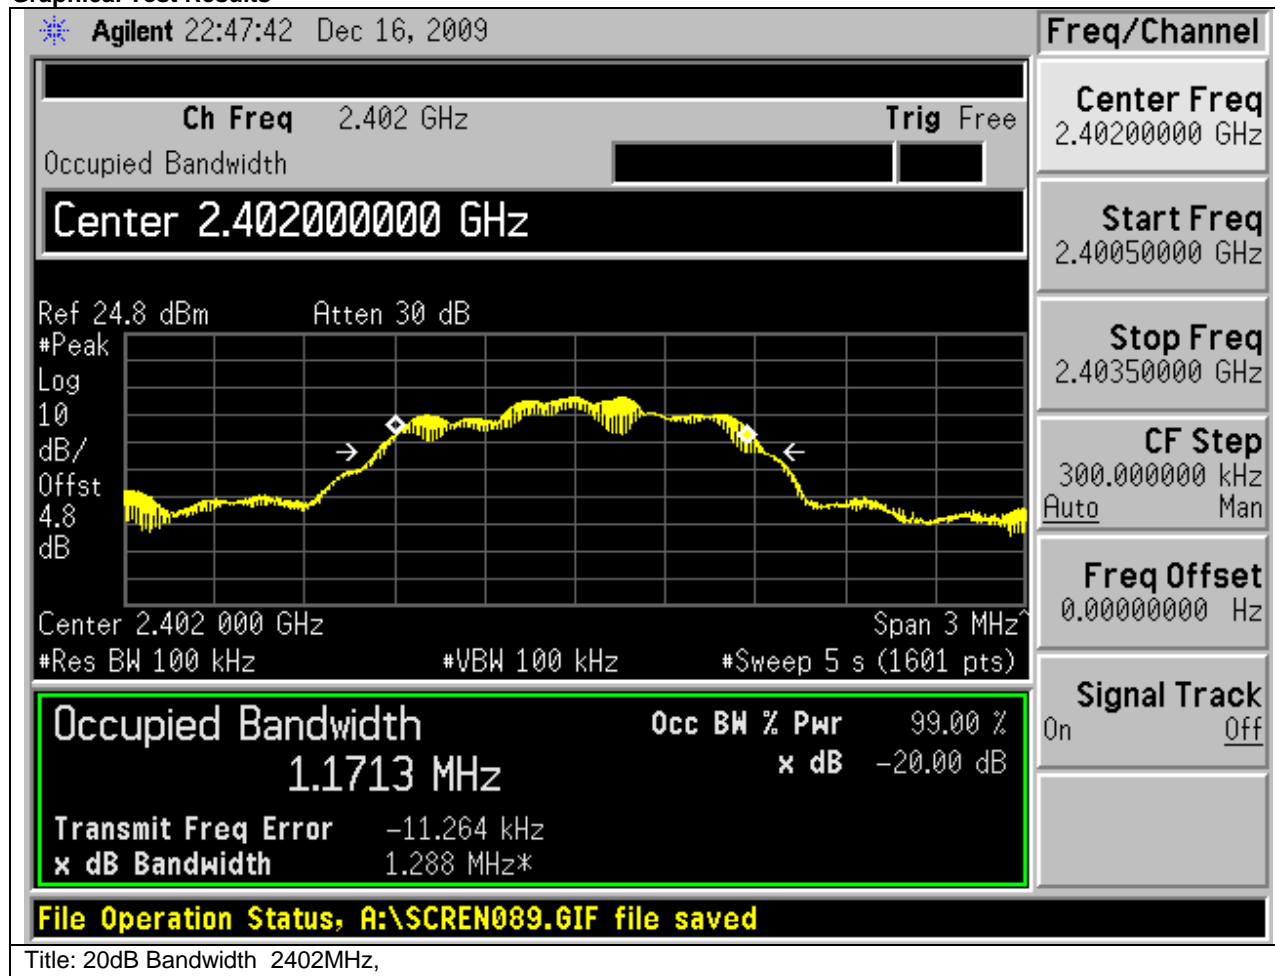 Agilent 22:47:42 Dec 16, 2009
Ch Freq 2.402 GHz Trig Free
Occupied Bandwidth
Center 2.402000000 GHz
Ref 24.8 dBm Atten 30 dB
#Peak
Log
10
dB/
Offst
4.8
dB
Center 2.402 000 GHz Span 3 MHz^
#Res BW 100 kHz #VBW 100 kHz #Sweep 5 s (1601 pts)
Occupied Bandwidth Occ BW % Pwr 99.00 %
1.1713 MHz x dB -20.00 dB
Transmit Freq Error -11.264 kHz
x dB Bandwidth 1.288 MHz*
File Operation Status, A:\SCREN089.GIF file saved
Freq/Channel
Center Freq
2.40200000 GHz
Start Freq
2.40050000 GHz
Stop Freq
2.40350000 GHz
CF Step
300.000000 kHz
Auto Man
Freq Offset
0.00000000 Hz
Signal Track
On Off
Title: 20dB Bandwidth 2402MHz,